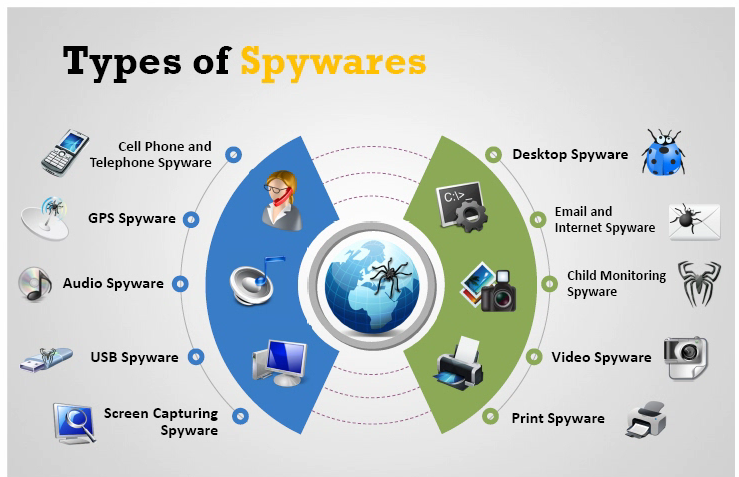 Types of Spywares
Cell Phone and
Telephone Spyware
GPS Spyware
Audio Spyware
USB Spyware
Screen Capturing
Spyware
C:\>
Desktop Spyware
Email and
Internet Spyware
Child Monitoring
Spyware
Video Spyware
Print Spyware